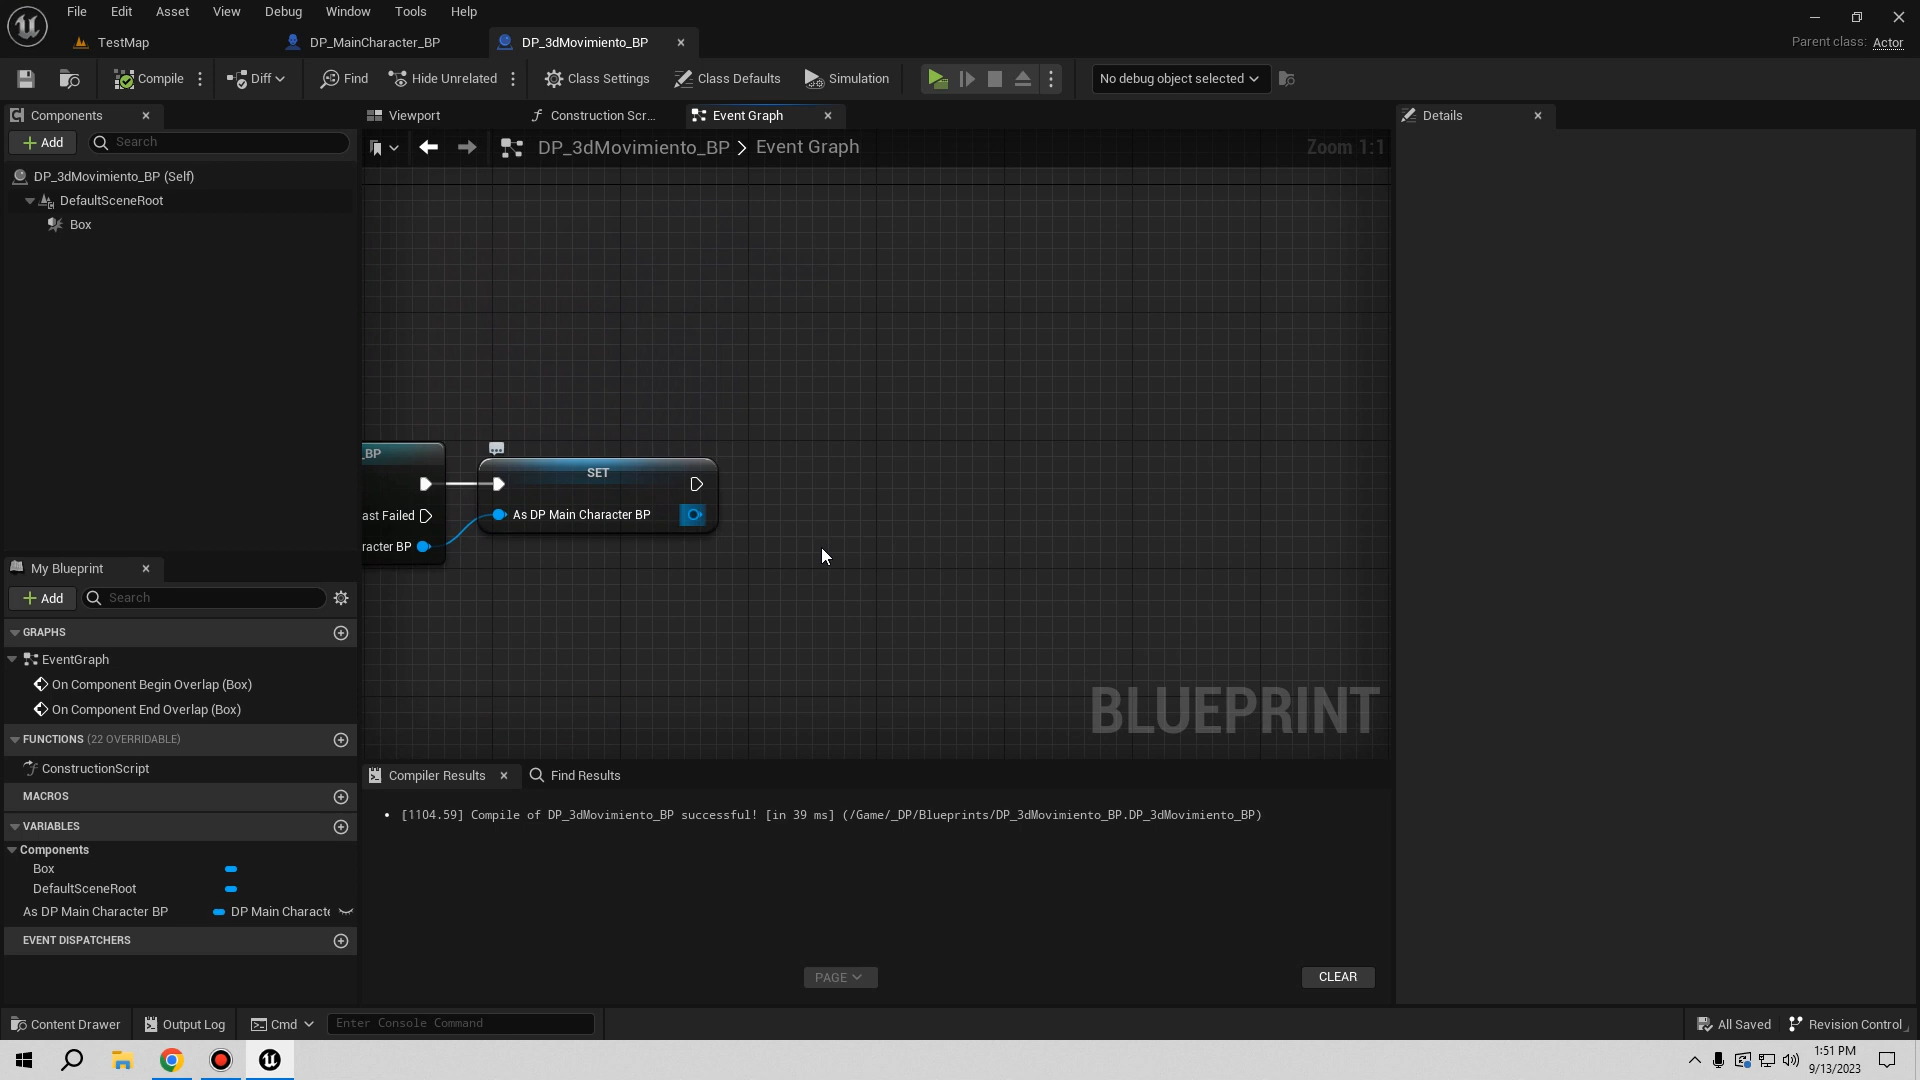 File Edit Asset View Debug Window Tools Help
TestMap DP_MainCharacter_BP DP_3dMovimiento_BP
Parent class: Actor
Compile Diff Find Hide Unrelated Class Settings Class Defaults Simulation No debug object selected
Components
Add Search
DP_3dMovimiento_BP (Self)
DefaultSceneRoot
Box
Viewport Construction Scr... Event Graph
DP_3dMovimiento_BP > Event Graph
Zoom 1:1
_BP
SET
ast Failed
As DP Main Character BP
racter BP
BLUEPRINT
Details
My Blueprint
Add Search
GRAPHS
EventGraph
On Component Begin Overlap (Box)
On Component End Overlap (Box)
FUNCTIONS (22 OVERRIDABLE)
ConstructionScript
MACROS
VARIABLES
Components
Box
DefaultSceneRoot
As DP Main Character BP DP Main Characte
EVENT DISPATCHERS
Compiler Results Find Results
[1104.59] Compile of DP_3dMovimiento_BP successful! [in 39 ms] (/Game/_DP/Blueprints/DP_3dMovimiento_BP.DP_3dMovimiento_BP)
PAGE
CLEAR
Content Drawer Output Log Cmd Enter Console Command
All Saved Revision Control
1:51 PM
9/13/2023